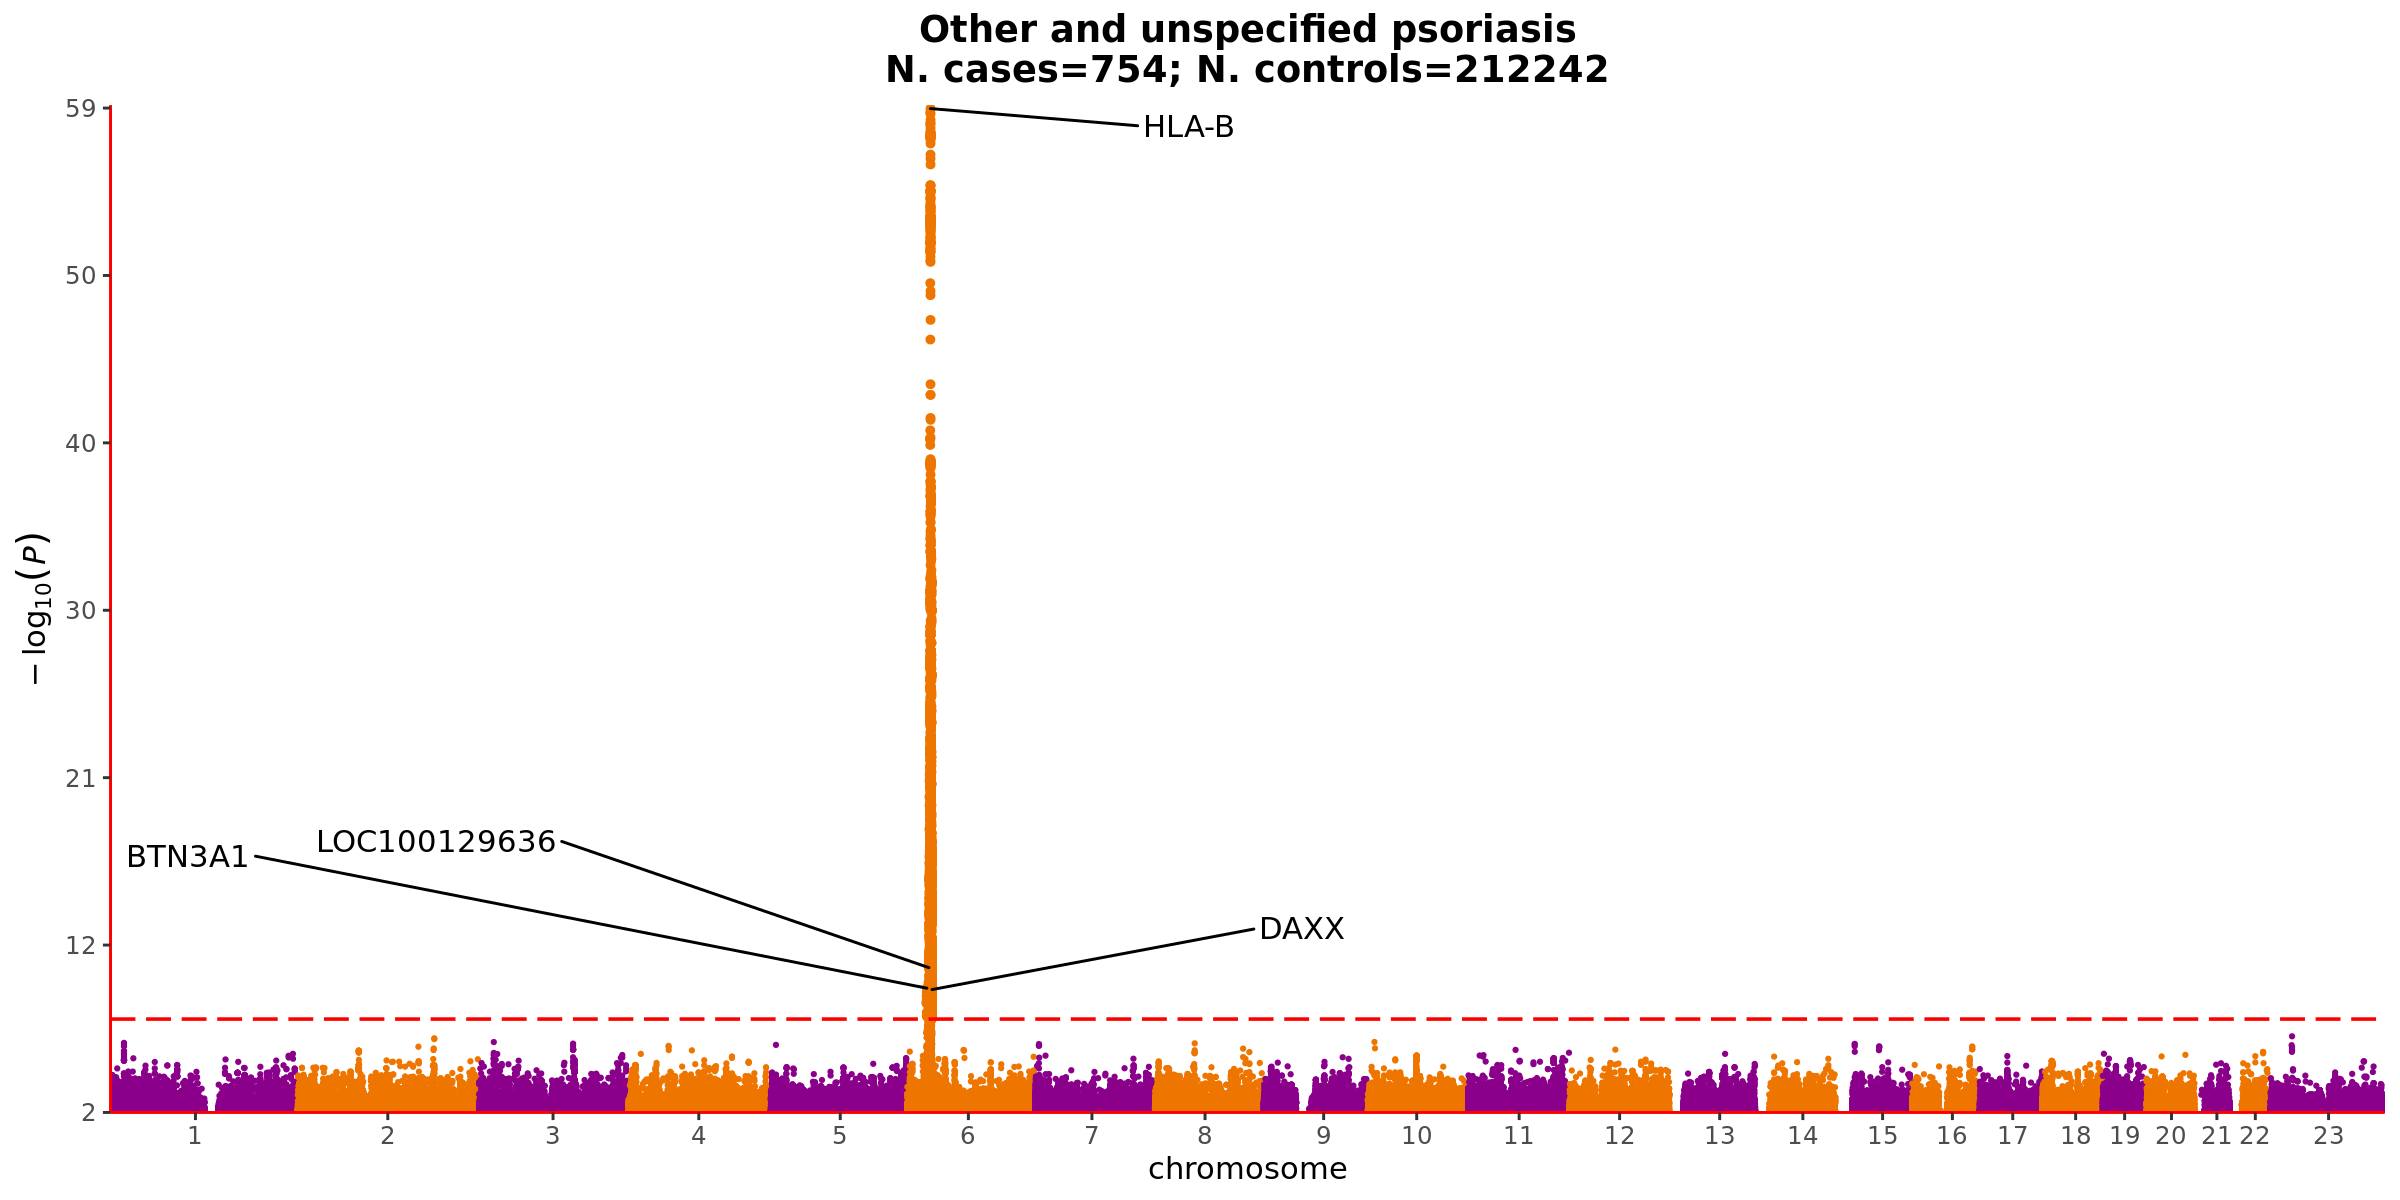 Other and unspecified psoriasis
N. cases=754; N. controls=212242
59
HLA-B
50
40
30
21
12
2
− log10(P)
LOC100129636
BTN3A1
DAXX
1 2 3 4 5 6 7 8 9 10 11 12 13 14 15 16 17 18 19 20 21 22 23
chromosome